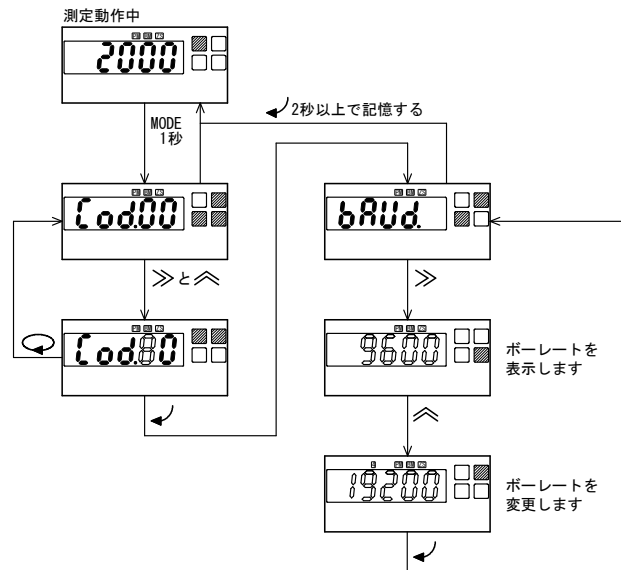 測定動作中
2000
MODE
1秒
2秒以上で記憶する
Cod.00
bAUd.
≫と︽
Cod.80
9600
ボーレートを
表示します
19200
ボーレートを
変更します